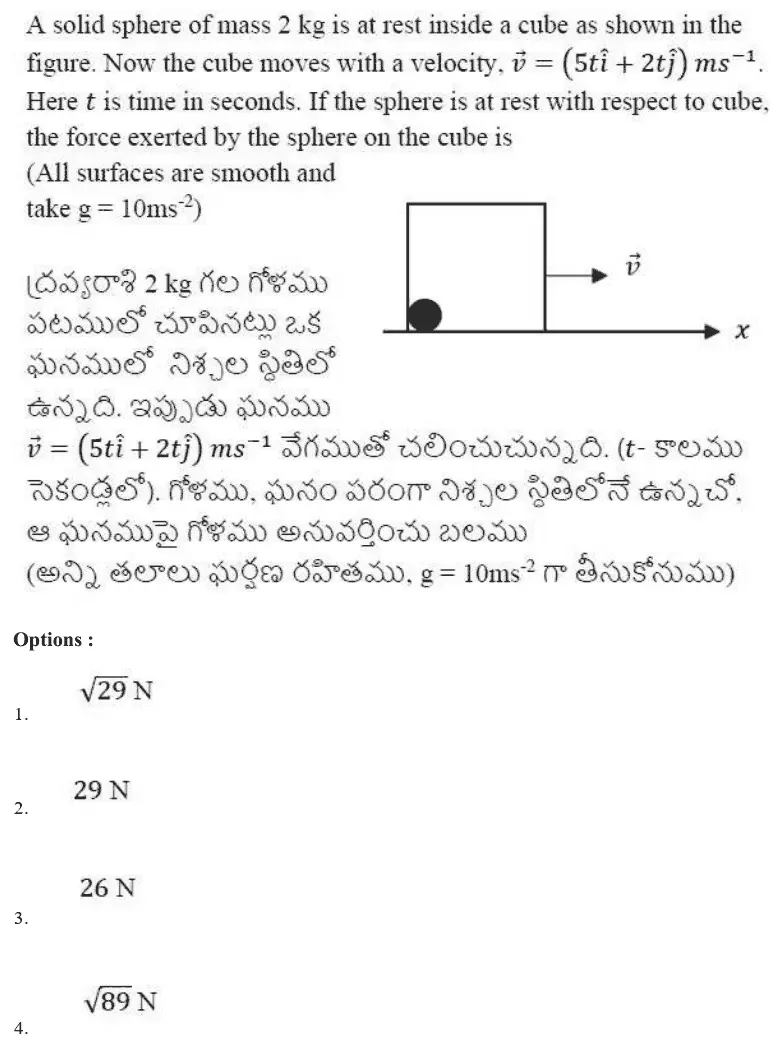 A solid sphere of mass 2 kg is at rest inside a cube as shown in the
figure. Now the cube moves with a velocity, v⃗ = (5tî + 2tĵ) ms⁻¹.
Here t is time in seconds. If the sphere is at rest with respect to cube,
the force exerted by the sphere on the cube is
(All surfaces are smooth and
take g = 10ms⁻²)
v⃗
x
ద్రవ్యరాశి 2 kg గల గోళము
పటములో చూపినట్లు ఒక
ఘనములో నిశ్చల స్థితిలో
ఉన్నది. ఇప్పుడు ఘనము
v⃗ = (5tî + 2tĵ) ms⁻¹ వేగముతో చలించుచున్నది. (t- కాలము
సెకండ్లలో). గోళము, ఘనం పరంగా నిశ్చల స్థితిలోనే ఉన్నచో,
ఆ ఘనముపై గోళము అనువర్తించు బలము
(అన్ని తలాలు ఘర్షణ రహితము, g = 10ms⁻² గా తీసుకోనుము)
Options :
1. √29 N
2. 29 N
3. 26 N
4. √89 N